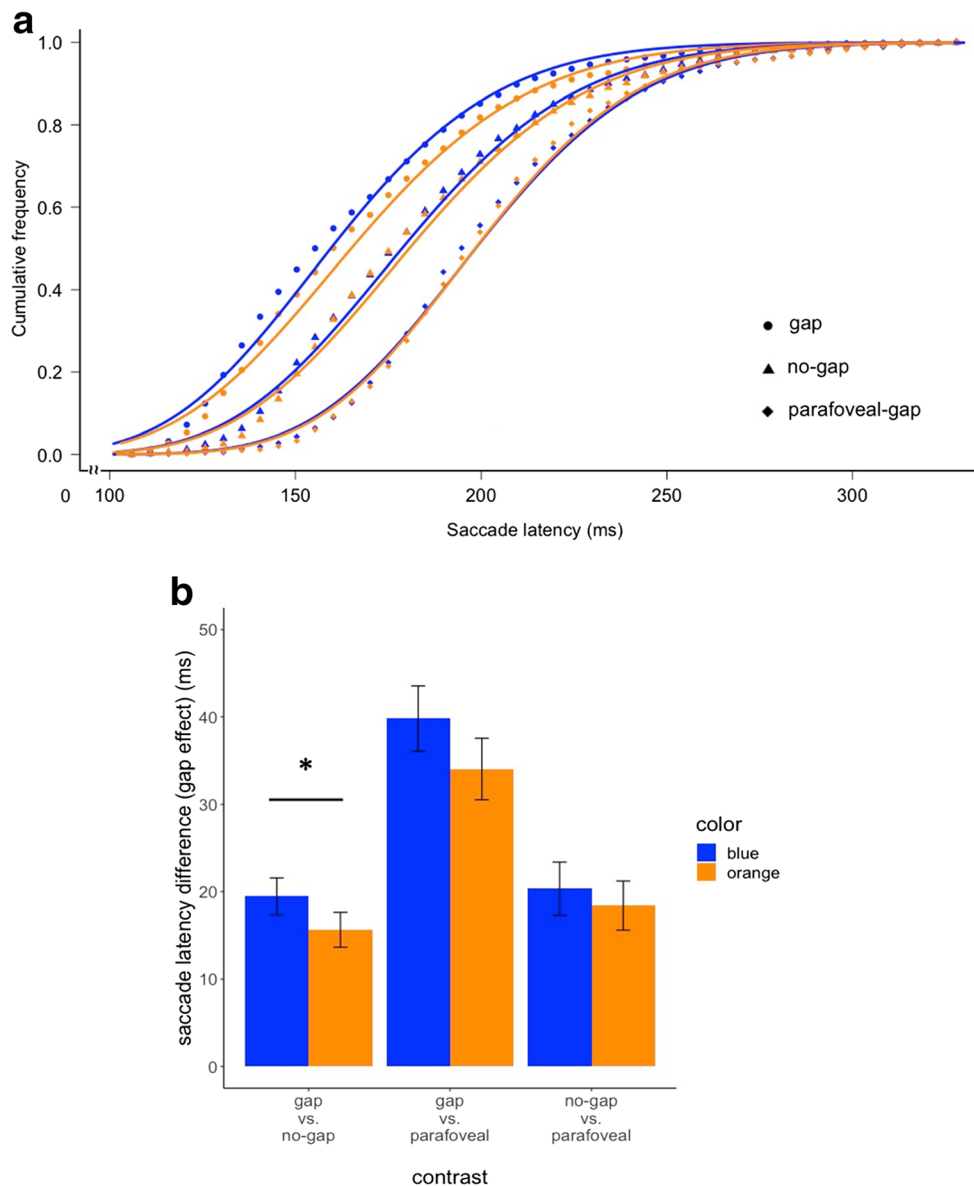 a
1.0
0.8
0.6
0.4
0.2
0.0
Cumulative frequency
gap
no-gap
parafoveal-gap
0 100 150 200 250 300
Saccade latency (ms)
b
50
40
30
20
10
0
saccade latency difference (gap effect) (ms)
*
color
blue
orange
gap vs. no-gap
gap vs. parafoveal
no-gap vs. parafoveal
contrast